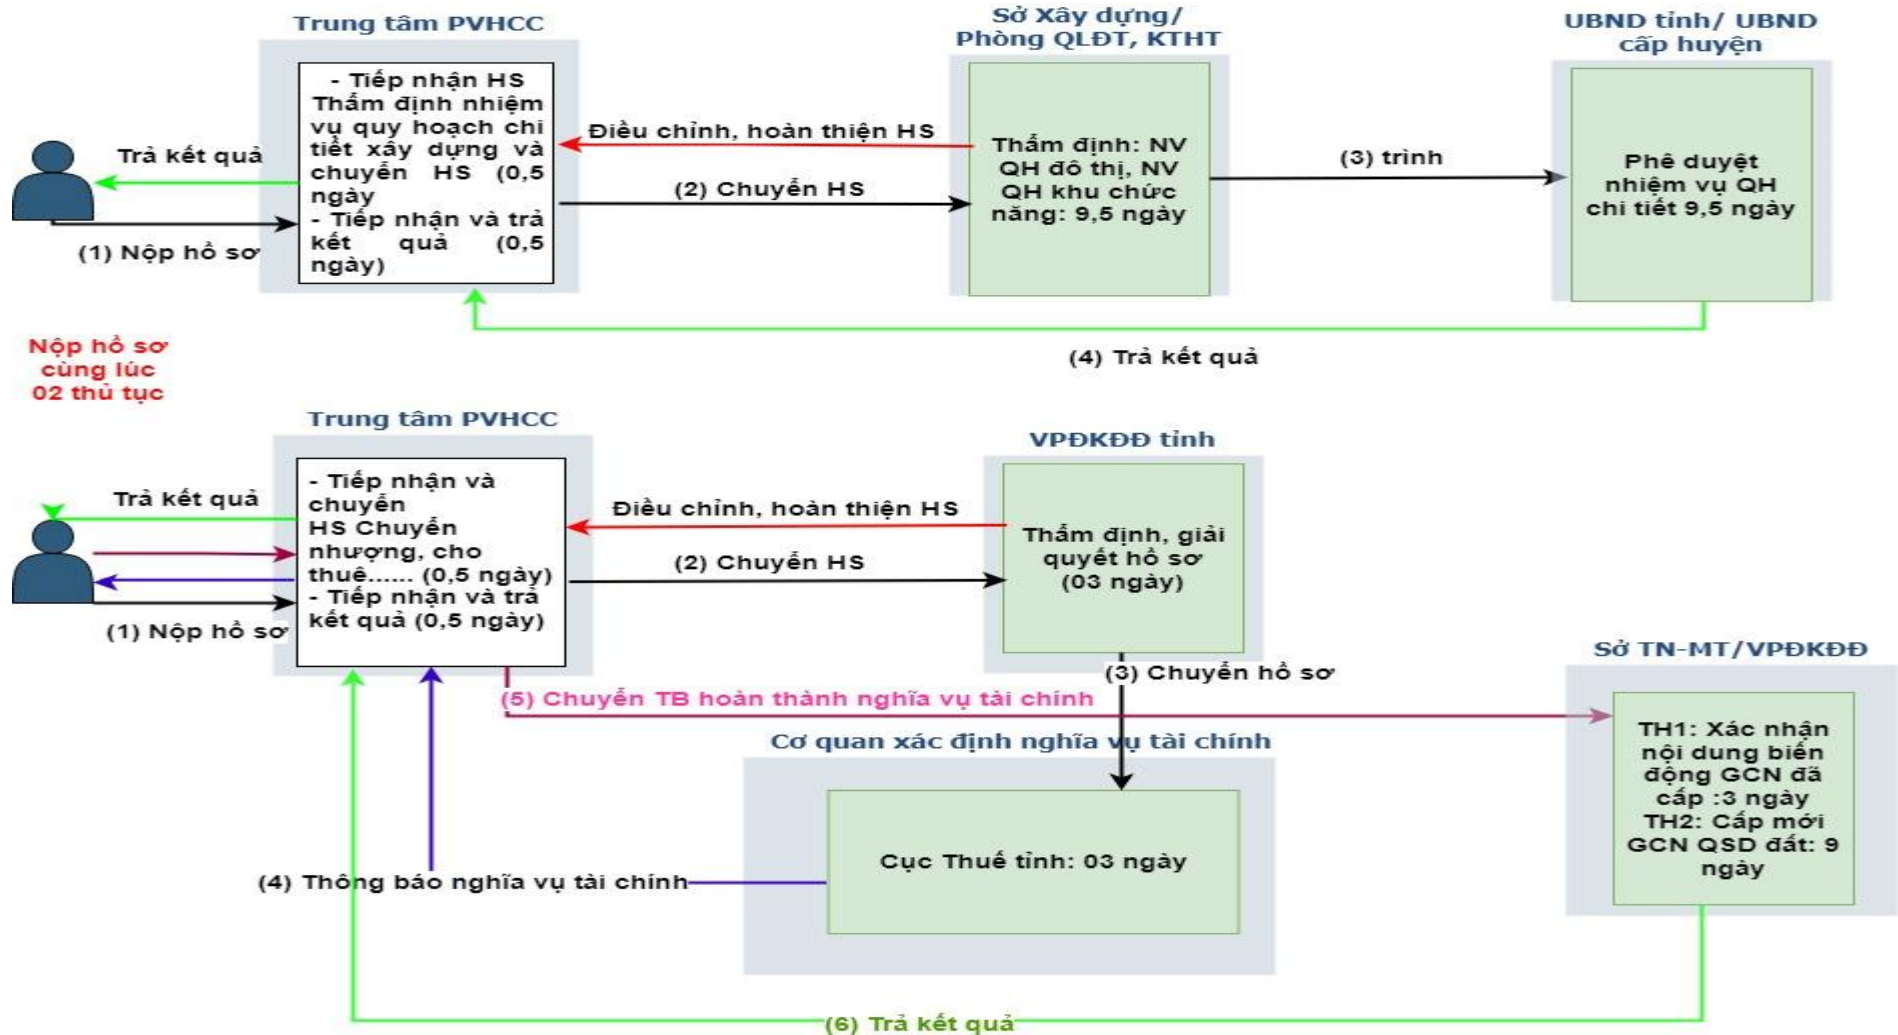 Trung tâm PVHCC
Sở Xây dựng/
Phòng QLĐT, KTHT
UBND tỉnh/ UBND
cấp huyện
- Tiếp nhận HS
Thẩm định nhiệm
vụ quy hoạch chi
tiết xây dựng và
chuyển HS (0,5
ngày
- Tiếp nhận và trả
kết quả (0,5
ngày)
Trả kết quả
(1) Nộp hồ sơ
Điều chỉnh, hoàn thiện HS
(2) Chuyển HS
Thẩm định: NV
QH đô thị, NV
QH khu chức
năng: 9,5 ngày
(3) trình
Phê duyệt
nhiệm vụ QH
chi tiết 9,5 ngày
(4) Trả kết quả
Nộp hồ sơ
cùng lúc
02 thủ tục
Trung tâm PVHCC
VPĐKĐĐ tỉnh
Trả kết quả
(1) Nộp hồ sơ
- Tiếp nhận và
chuyển
HS Chuyển
nhượng, cho
thuê...... (0,5 ngày)
- Tiếp nhận và trả
kết quả (0,5 ngày)
Điều chỉnh, hoàn thiện HS
(2) Chuyển HS
Thẩm định, giải
quyết hồ sơ
(03 ngày)
(3) Chuyển hồ sơ
Sở TN-MT/VPĐKĐĐ
(5) Chuyển TB hoàn thành nghĩa vụ tài chính
TH1: Xác nhận
nội dung biến
động GCN đã
cấp :3 ngày
TH2: Cấp mới
GCN QSD đất: 9
ngày
Cơ quan xác định nghĩa vụ tài chính
Cục Thuế tỉnh: 03 ngày
(4) Thông báo nghĩa vụ tài chính
(6) Trả kết quả